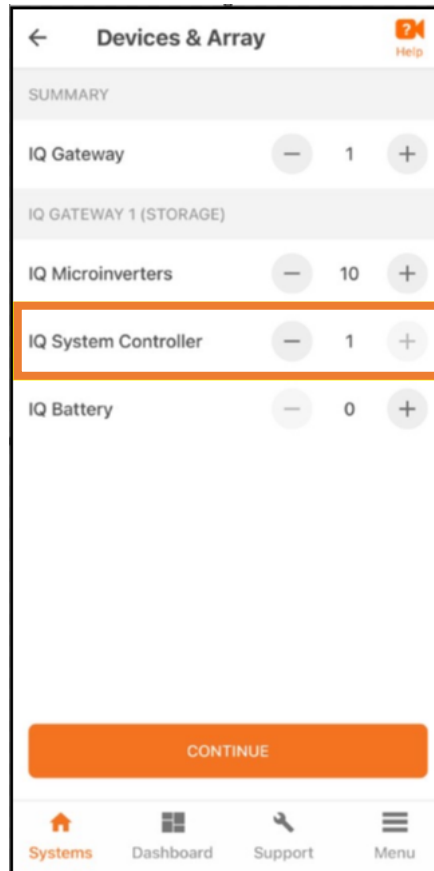 ← Devices & Array
?
Help
SUMMARY
IQ Gateway − 1 +
IQ GATEWAY 1 (STORAGE)
IQ Microinverters − 10 +
IQ System Controller − 1 +
IQ Battery − 0 +
CONTINUE
Systems Dashboard Support Menu